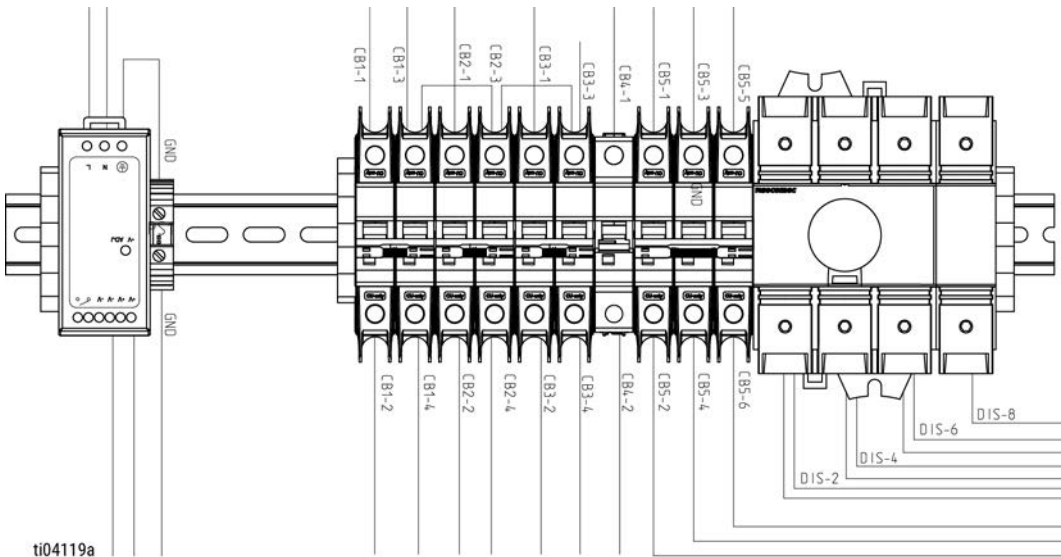 CB1-1
CB1-3
CB2-1
CB2-3
CB3-1
CB3-3
CB4-1
CB5-1
CB5-3
CB5-5
GND
L
N
GND
V ADJ
V- V- V+ V+
GND
CB1-2
CB1-4
CB2-2
CB2-4
CB3-2
CB3-4
CB4-2
CB5-2
CB5-4
CB5-6
DIS-8
DIS-6
DIS-4
DIS-2
ti04119a